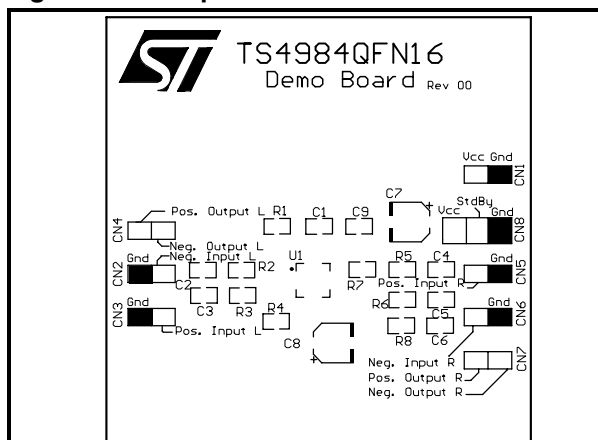 ST TS4984QFN16
Demo Board Rev 00
Vcc Gnd
CN1
C7
+
StdBy
Vcc Gnd
CN8
CN4
Pos. Output L
R1 C1 C9
Neg. Output L
Gnd
Neg. Input L
CN2
C2
R2
U1
R7
R5 C4
Gnd
CN5
Pos. Input R
C3 R3
R6
C5
Gnd
CN3
Pos. Input L
R4
C8
+
R8 C6
Gnd
CN6
Neg. Input R
Pos. Output R
Neg. Output R
CN7